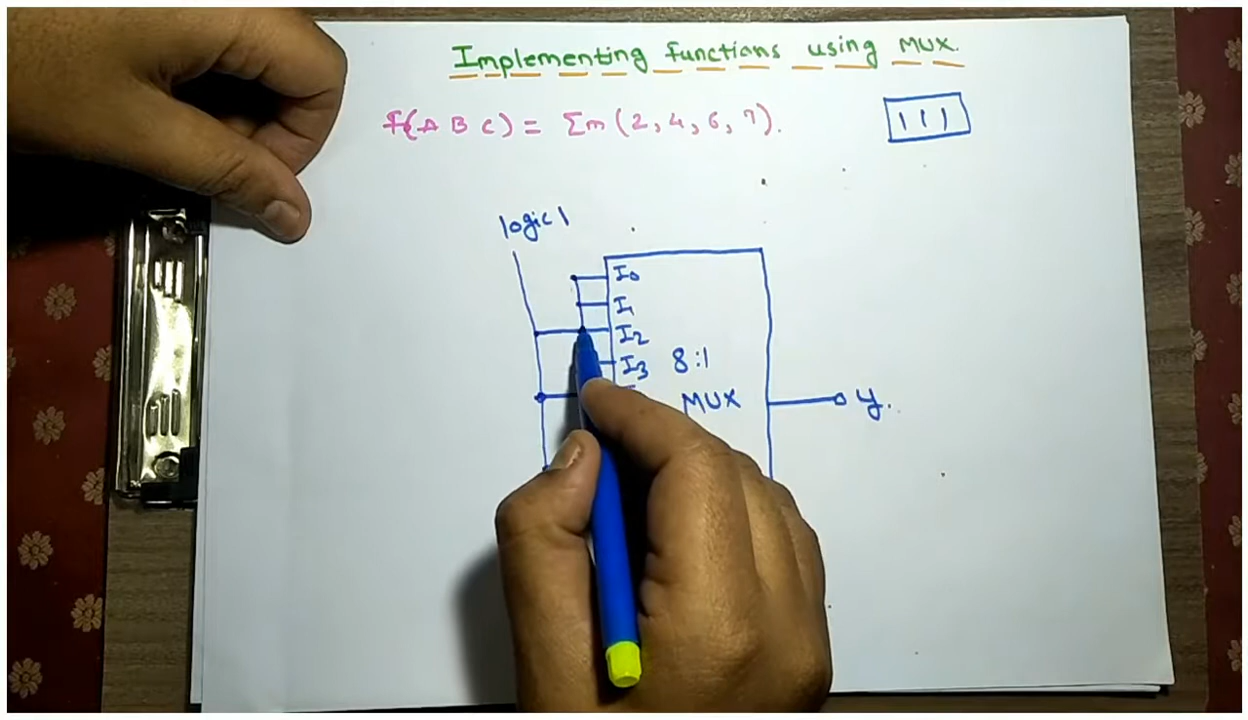 Implementing functions using MUX.
f(A B C) = Σm (2, 4, 6, 7).
111
logic 1
I0
I1
I2
I3 8:1
MUX
y.